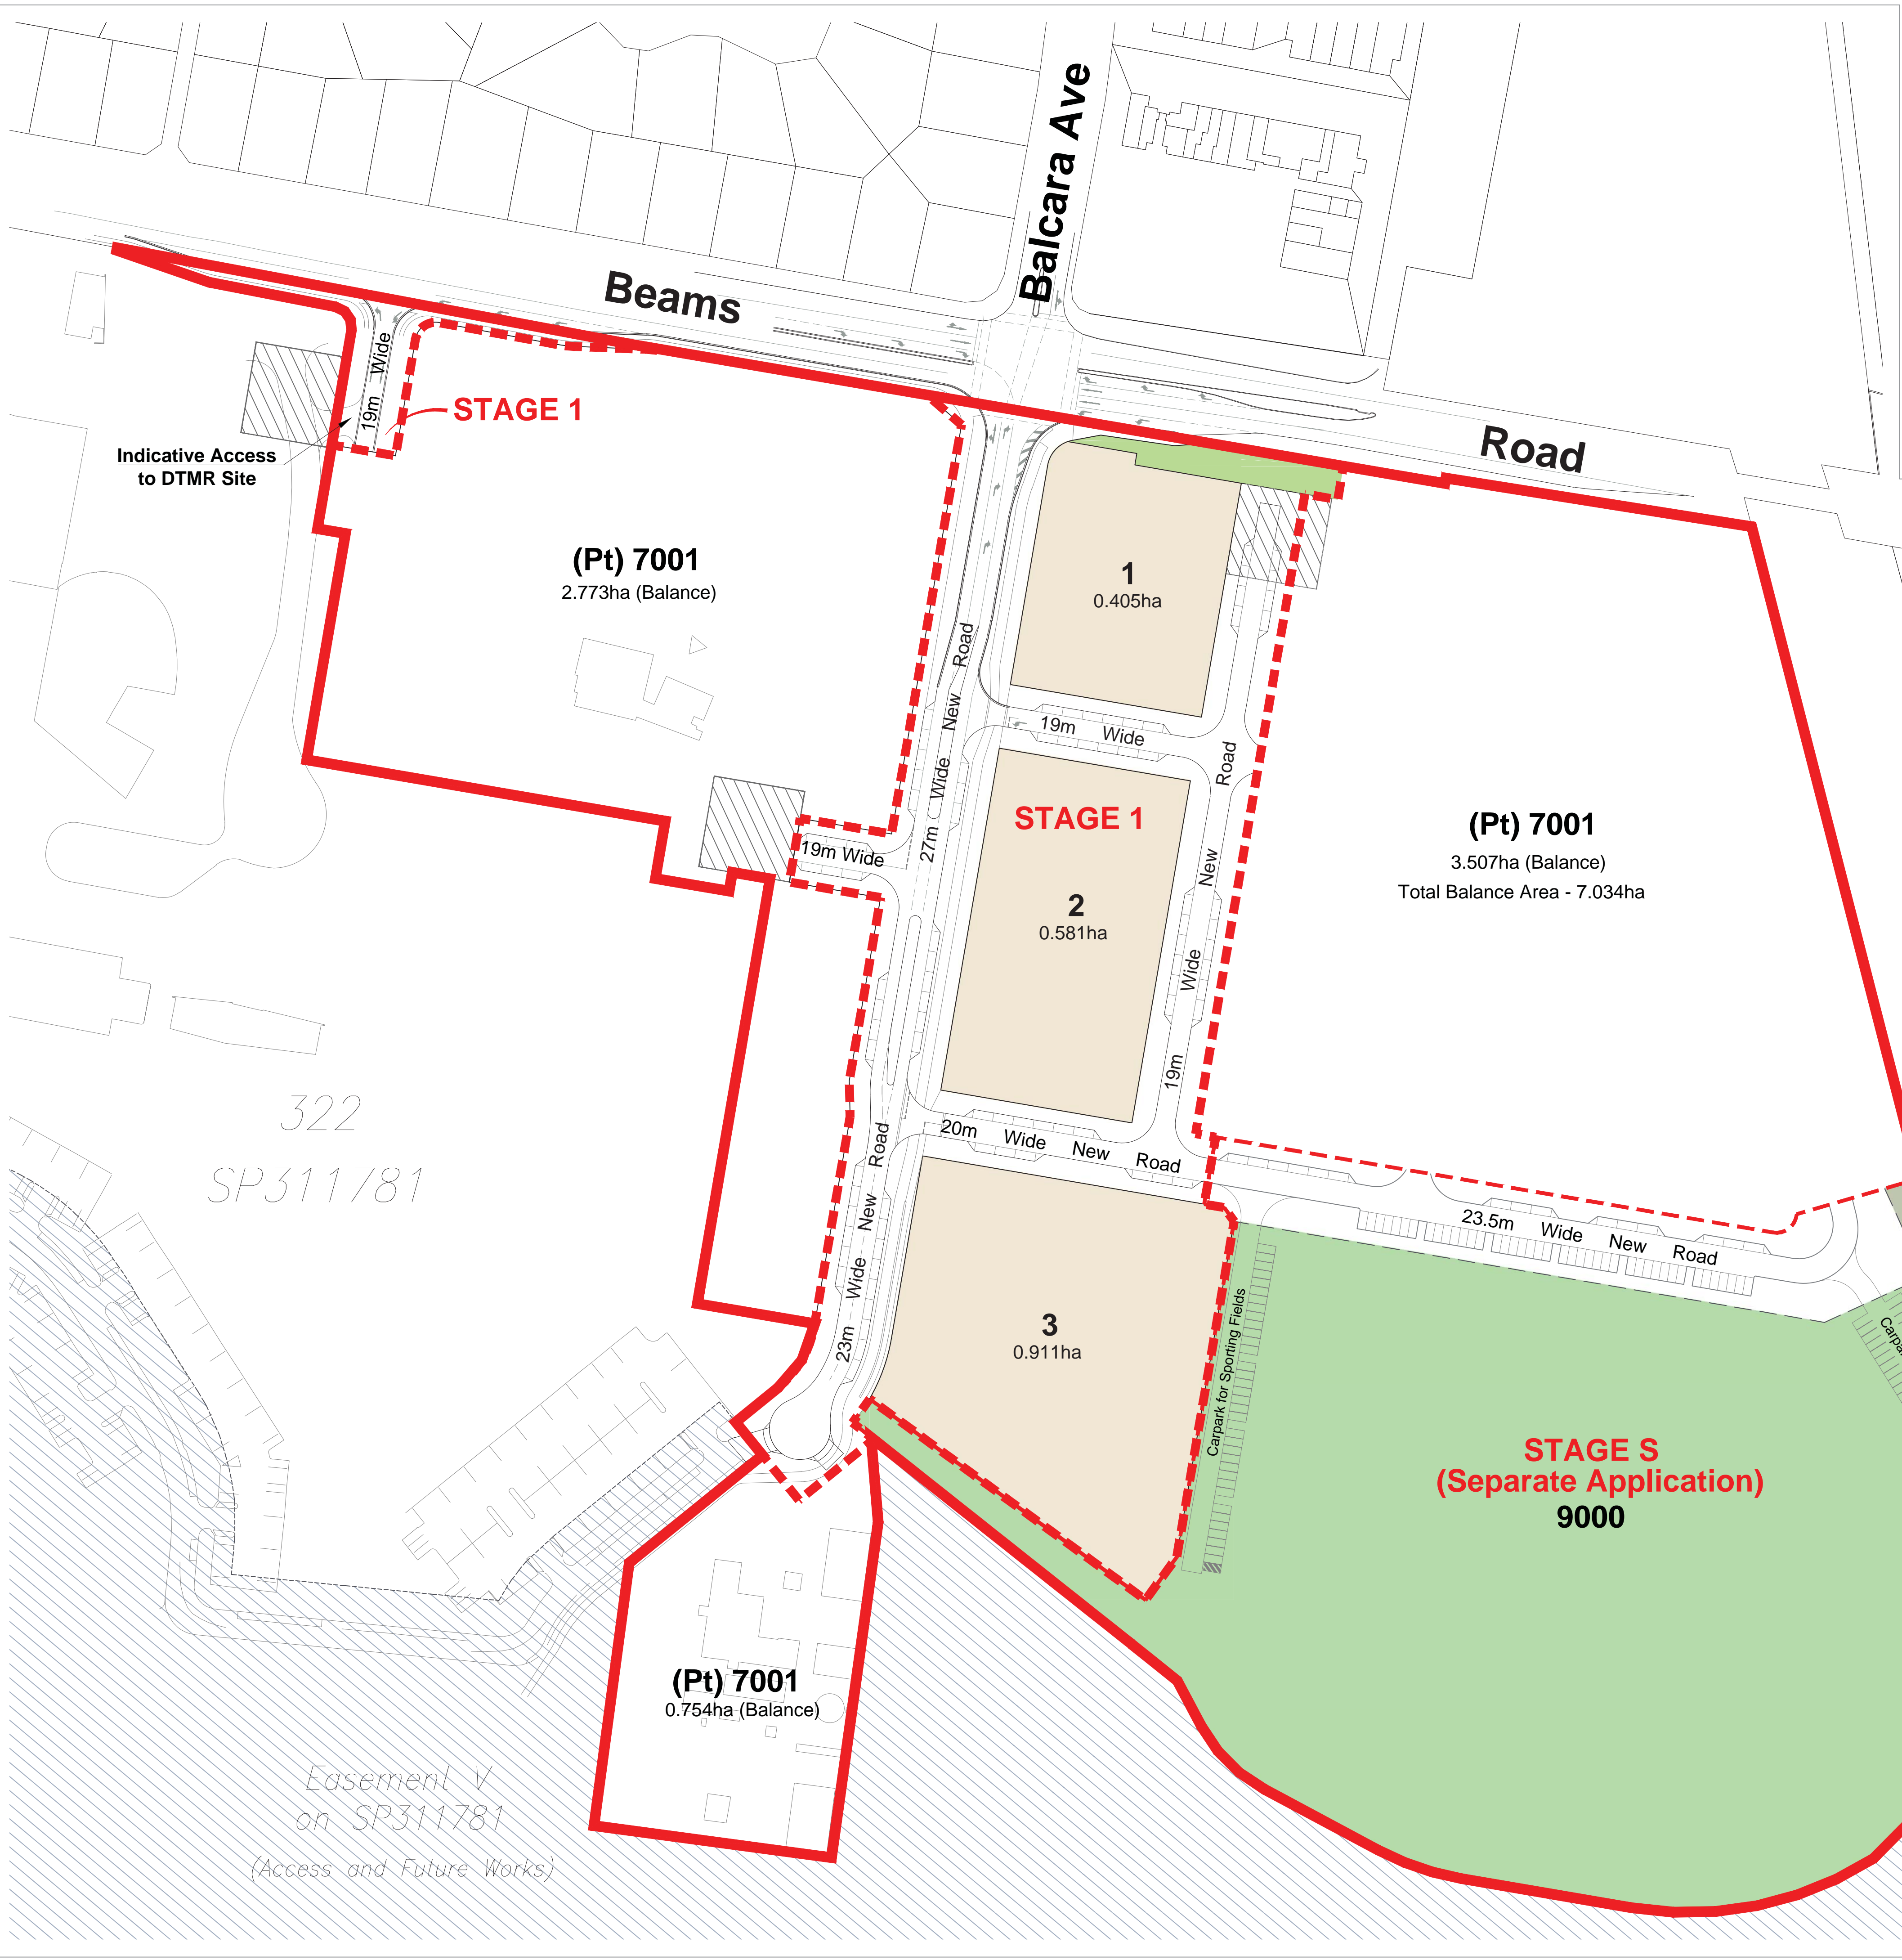 Balcara Ave
Beams
Road
19m Wide
STAGE 1
Indicative Access
to DTMR Site
(Pt) 7001
2.773ha (Balance)
1
0.405ha
27m Wide New Road
19m Wide
19m Wide New Road
STAGE 1
2
0.581ha
(Pt) 7001
3.507ha (Balance)
Total Balance Area - 7.034ha
19m Wide
322
SP311781
20m Wide New Road
23m Wide New Road
23.5m Wide New Road
3
0.911ha
Carpark for Sporting Fields
STAGE S
(Separate Application)
9000
(Pt) 7001
0.754ha (Balance)
Easement V
on SP311781
(Access and Future Works)